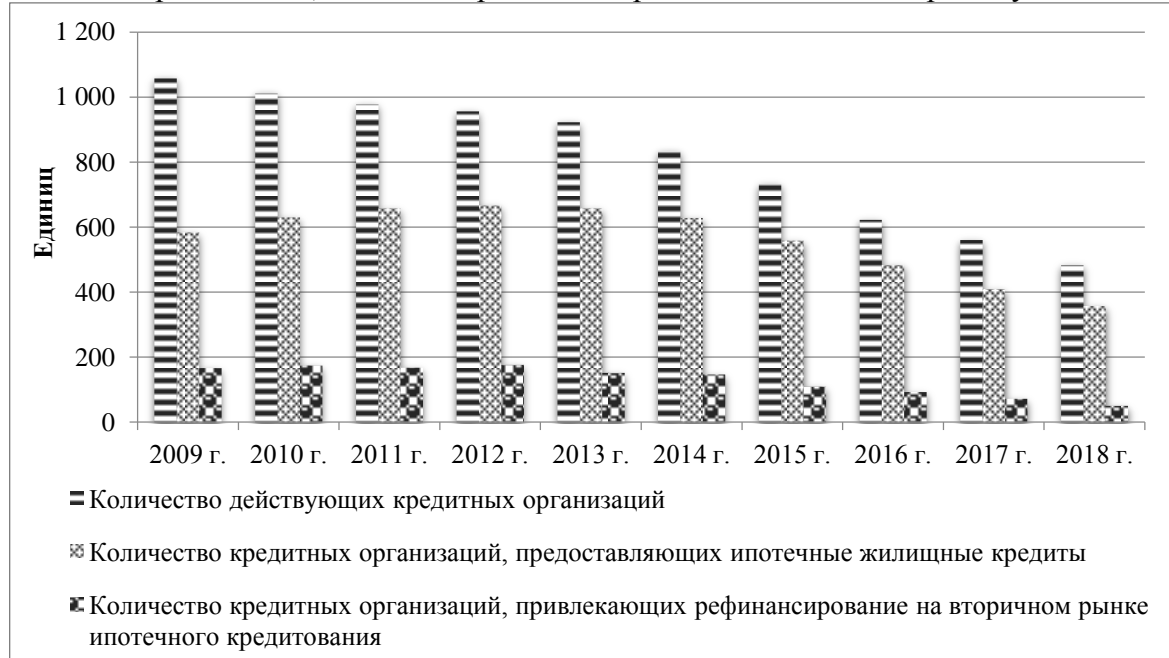 1 200
1 000
800
600
400
200
0
Единиц
2009 г. 2010 г. 2011 г. 2012 г. 2013 г. 2014 г. 2015 г. 2016 г. 2017 г. 2018 г.
Количество действующих кредитных организаций
Количество кредитных организаций, предоставляющих ипотечные жилищные кредиты
Количество кредитных организаций, привлекающих рефинансирование на вторичном рынке
ипотечного кредитования